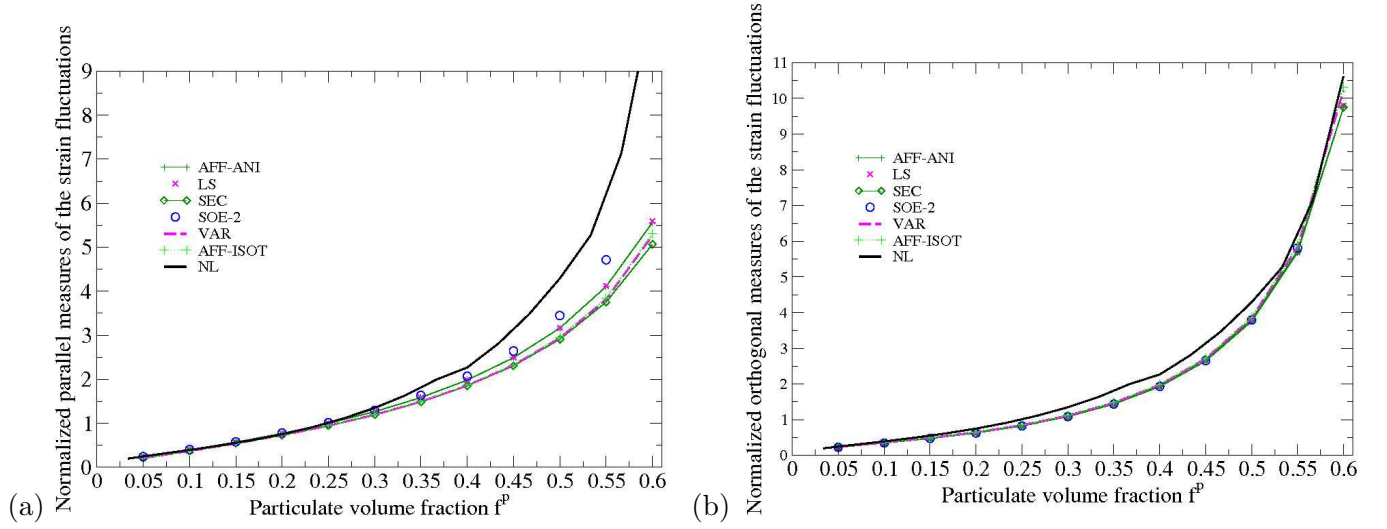 (a)
Normalized parallel measures of the strain fluctuations
9
8
7
6
5
4
3
2
1
0
AFF-ANI
LS
SEC
SOE-2
VAR
AFF-ISOT
NL
0 0.05 0.1 0.15 0.2 0.25 0.3 0.35 0.4 0.45 0.5 0.55 0.6
Particulate volume fraction f^p
(b)
Normalized orthogonal measures of the strain fluctuations
11
10
9
8
7
6
5
4
3
2
1
0
AFF-ANI
LS
SEC
SOE-2
VAR
AFF-ISOT
NL
0 0.05 0.1 0.15 0.2 0.25 0.3 0.35 0.4 0.45 0.5 0.55 0.6
Particulate volume fraction f^p